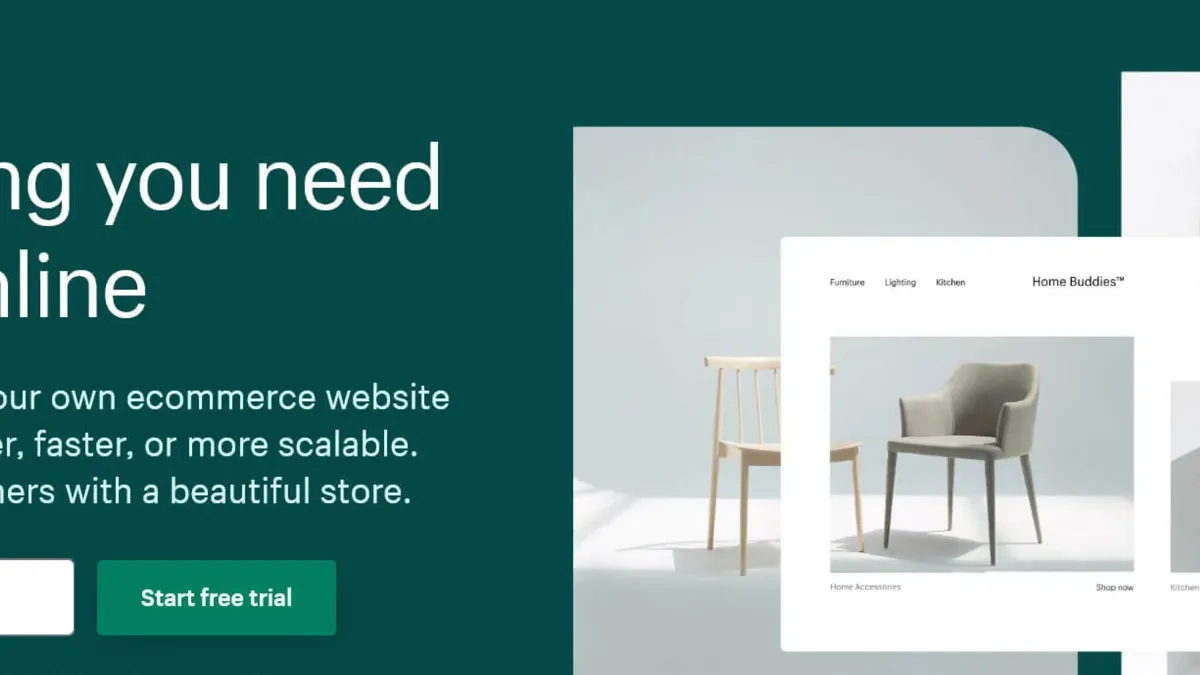 ng you need
nline
our own ecommerce website
er, faster, or more scalable.
ners with a beautiful store.
Start free trial
Furniture Lighting Kitchen Home Buddies™
Home Accessories Shop now Kitchen